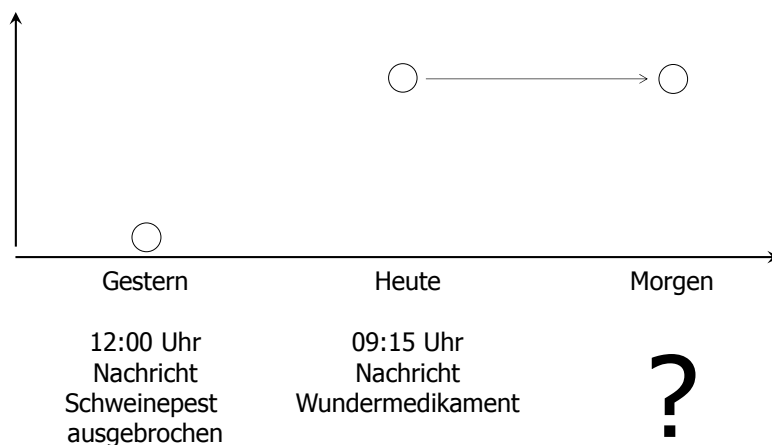 Gestern
Heute
Morgen
12:00 Uhr
Nachricht
Schweinepest
ausgebrochen
09:15 Uhr
Nachricht
Wundermedikament
?